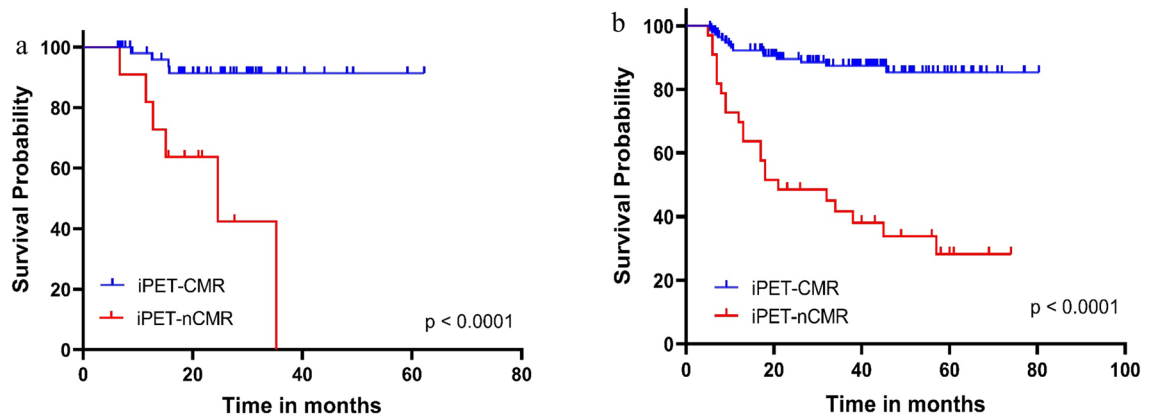 a
Survival Probability
100
80
60
40
20
0
0 20 40 60 80
Time in months
iPET-CMR
iPET-nCMR
p < 0.0001
b
Survival Probability
100
80
60
40
20
0
0 20 40 60 80 100
Time in months
iPET-CMR
iPET-nCMR
p < 0.0001